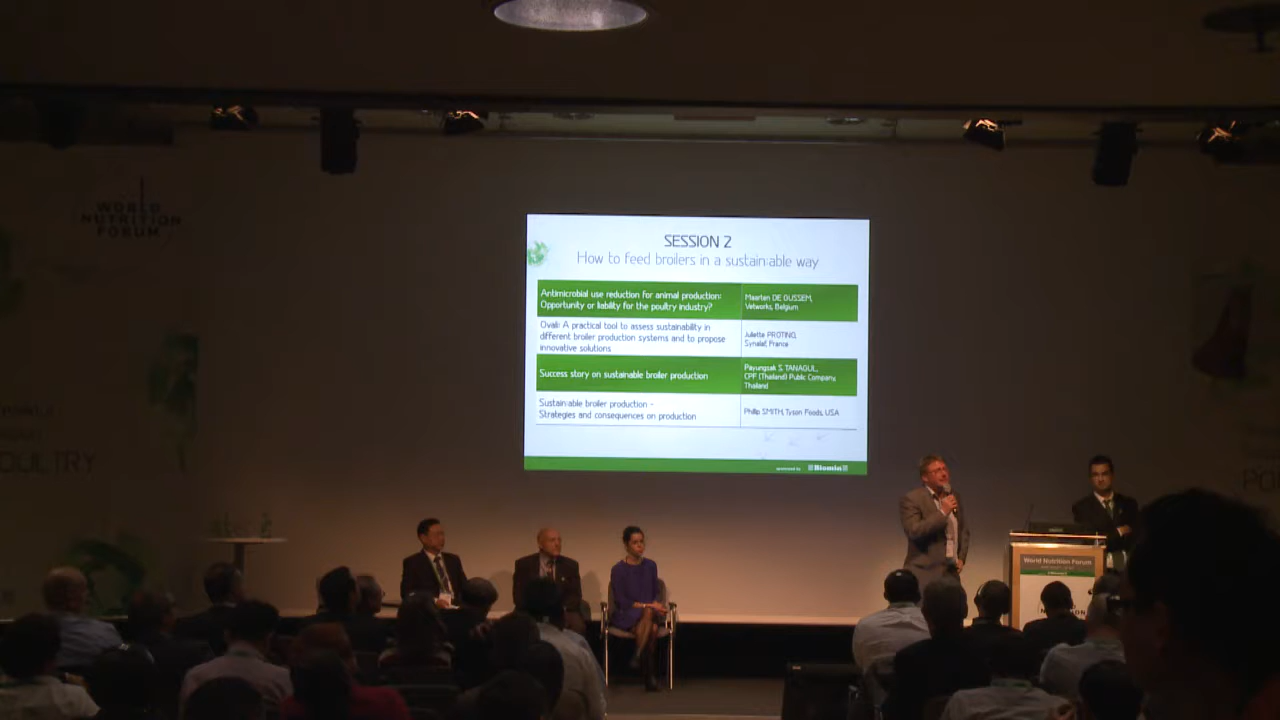 WORLD
NUTRITION
FORUM
SESSION 2
How to feed broilers in a sustainable way
Antimicrobial use reduction for animal production:
Opportunity or liability for the poultry industry?
Maarten DE GUSSEM,
Vetworks, Belgium
Ovali: A practical tool to assess sustainability in
different broiler production systems and to propose
innovative solutions
Juliette PROTINO,
Synalaf, France
Success story on sustainable broiler production
Payungsak S. TANAGUL,
CPF (Thailand) Public Company,
Thailand
Sustainable broiler production -
Strategies and consequences on production
Philip SMITH, Tyson Foods, USA
sponsored by
Biomin
OULTRY
World Nutrition Forum